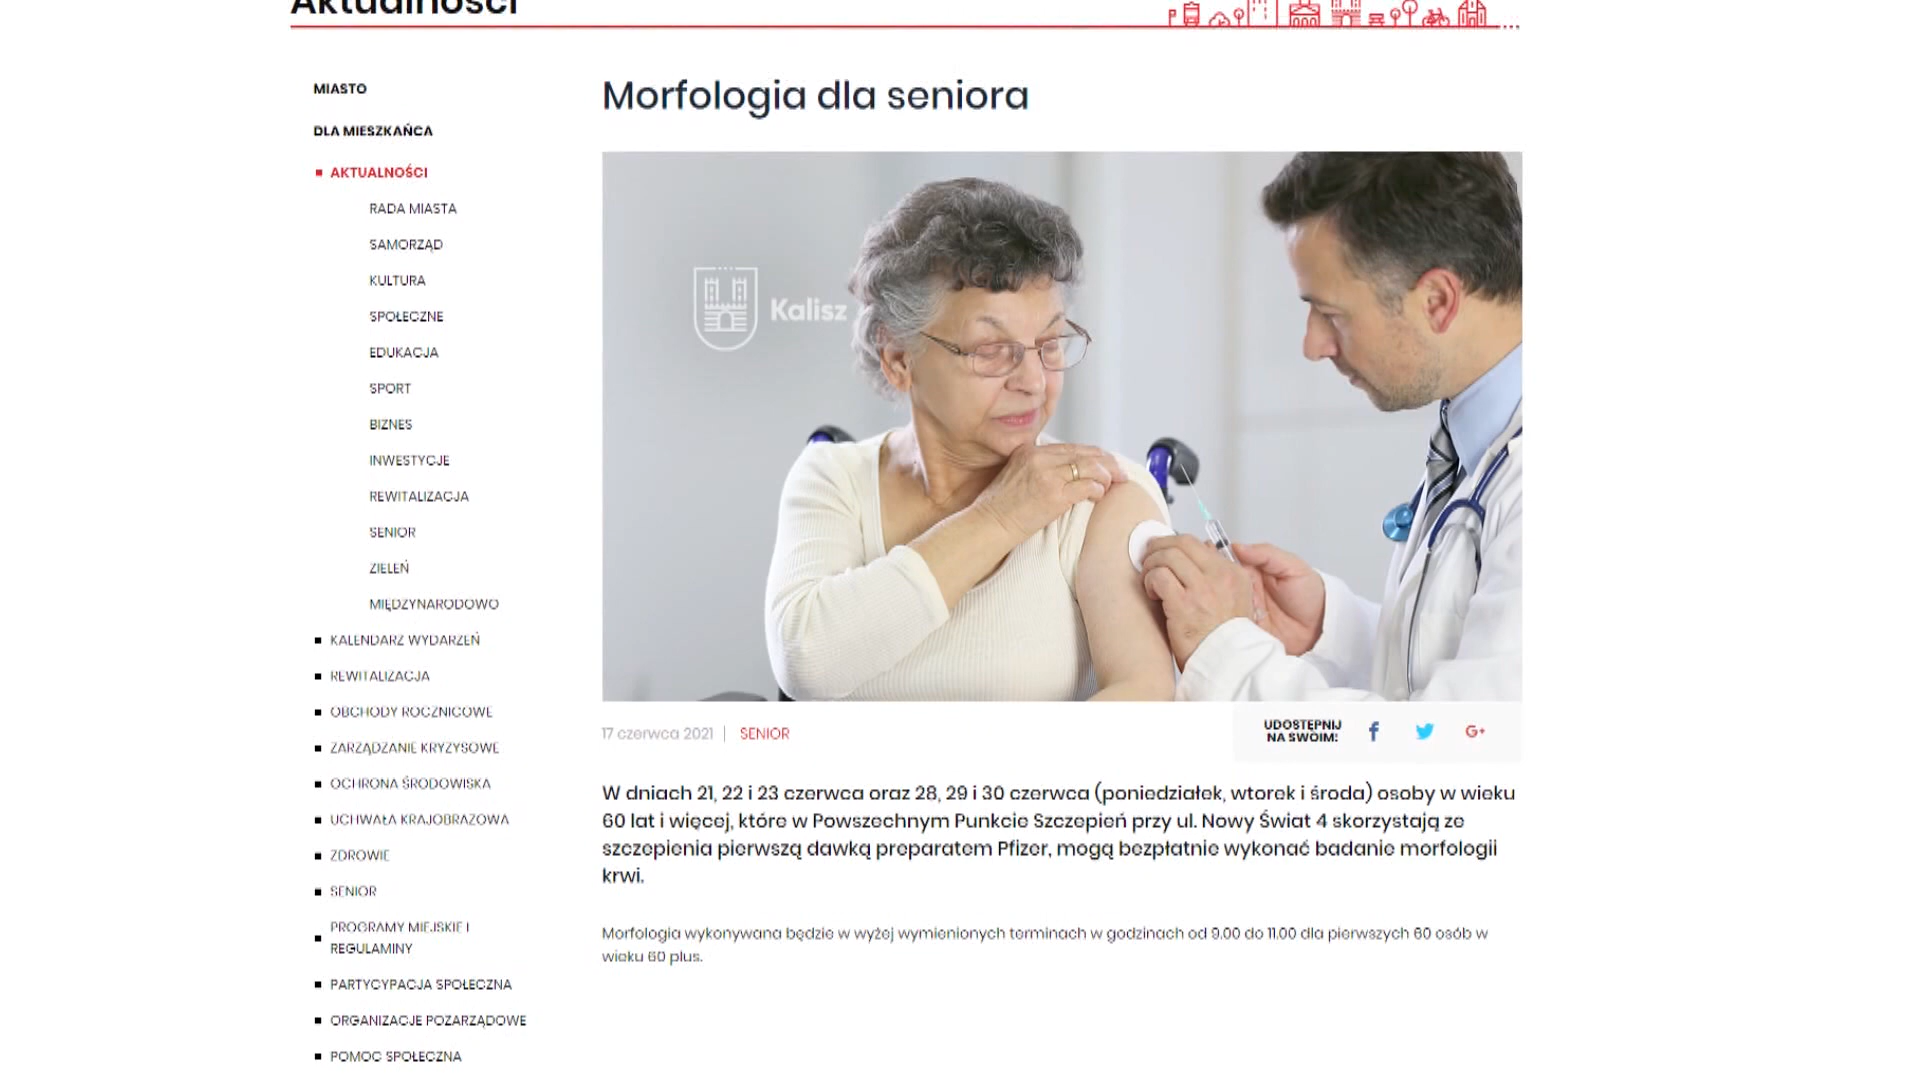 Aktualności
MIASTO
DLA MIESZKAŃCA
AKTUALNOŚCI
RADA MIASTA
SAMORZĄD
KULTURA
SPOŁECZNE
EDUKACJA
SPORT
BIZNES
INWESTYCJE
REWITALIZACJA
SENIOR
ZIELEŃ
MIĘDZYNARODOWO
KALENDARZ WYDARZEŃ
REWITALIZACJA
OBCHODY ROCZNICOWE
ZARZĄDZANIE KRYZYSOWE
OCHRONA ŚRODOWISKA
UCHWAŁA KRAJOBRAZOWA
ZDROWIE
SENIOR
PROGRAMY MIEJSKIE I
REGULAMINY
PARTYCYPACJA SPOŁECZNA
ORGANIZACJE POZARZĄDOWE
POMOC SPOŁECZNA
Morfologia dla seniora
Kalisz
17 czerwca 2021 | SENIOR
UDOSTĘPNIJ
NA SWOIM:
G+
W dniach 21, 22 i 23 czerwca oraz 28, 29 i 30 czerwca (poniedziałek, wtorek i środa) osoby w wieku
60 lat i więcej, które w Powszechnym Punkcie Szczepień przy ul. Nowy Świat 4 skorzystają ze
szczepienia pierwszą dawką preparatem Pfizer, mogą bezpłatnie wykonać badanie morfologii
krwi.
Morfologia wykonywana będzie w wyżej wymienionych terminach w godzinach od 9.00 do 11.00 dla pierwszych 60 osób w
wieku 60 plus.